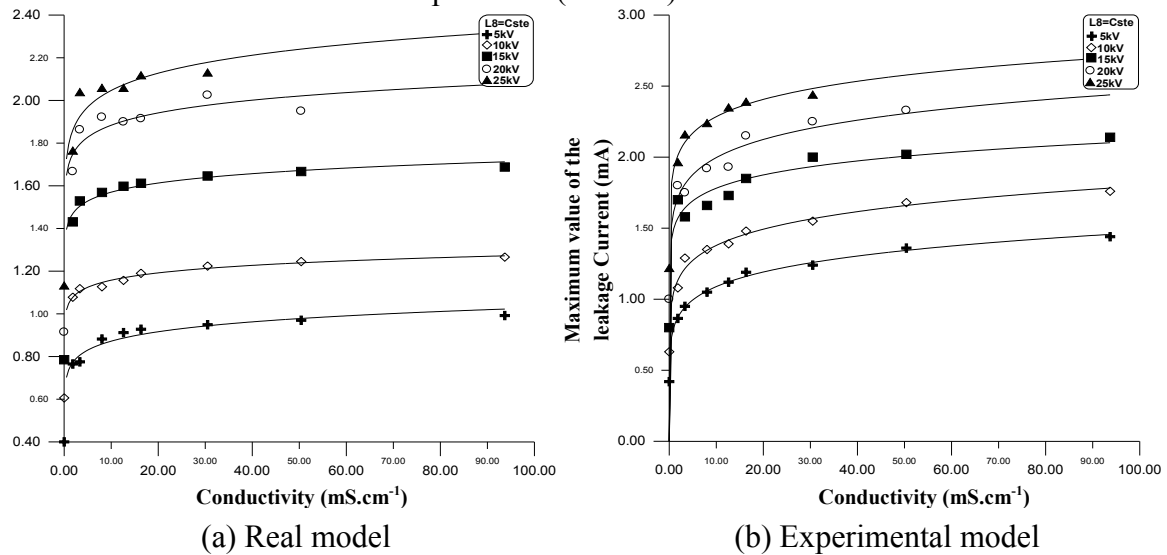 L8=Cste
5kV
10kV
15kV
20kV
25kV
2.20
2.00
1.80
1.60
1.40
1.20
1.00
0.80
0.60
0.40
0.00
10.00
20.00
30.00
40.00
50.00
60.00
70.00
80.00
90.00
100.00
Conductivity (mS.cm⁻¹)
(a) Real model
Maximum value of the
leakage Current (mA)
L8=Cste
5kV
10kV
15kV
20kV
25kV
3.00
2.50
2.00
1.50
1.00
0.50
0.00
0.00
10.00
20.00
30.00
40.00
50.00
60.00
70.00
80.00
90.00
100.00
Conductivity (mS.cm⁻¹)
(b) Experimental model